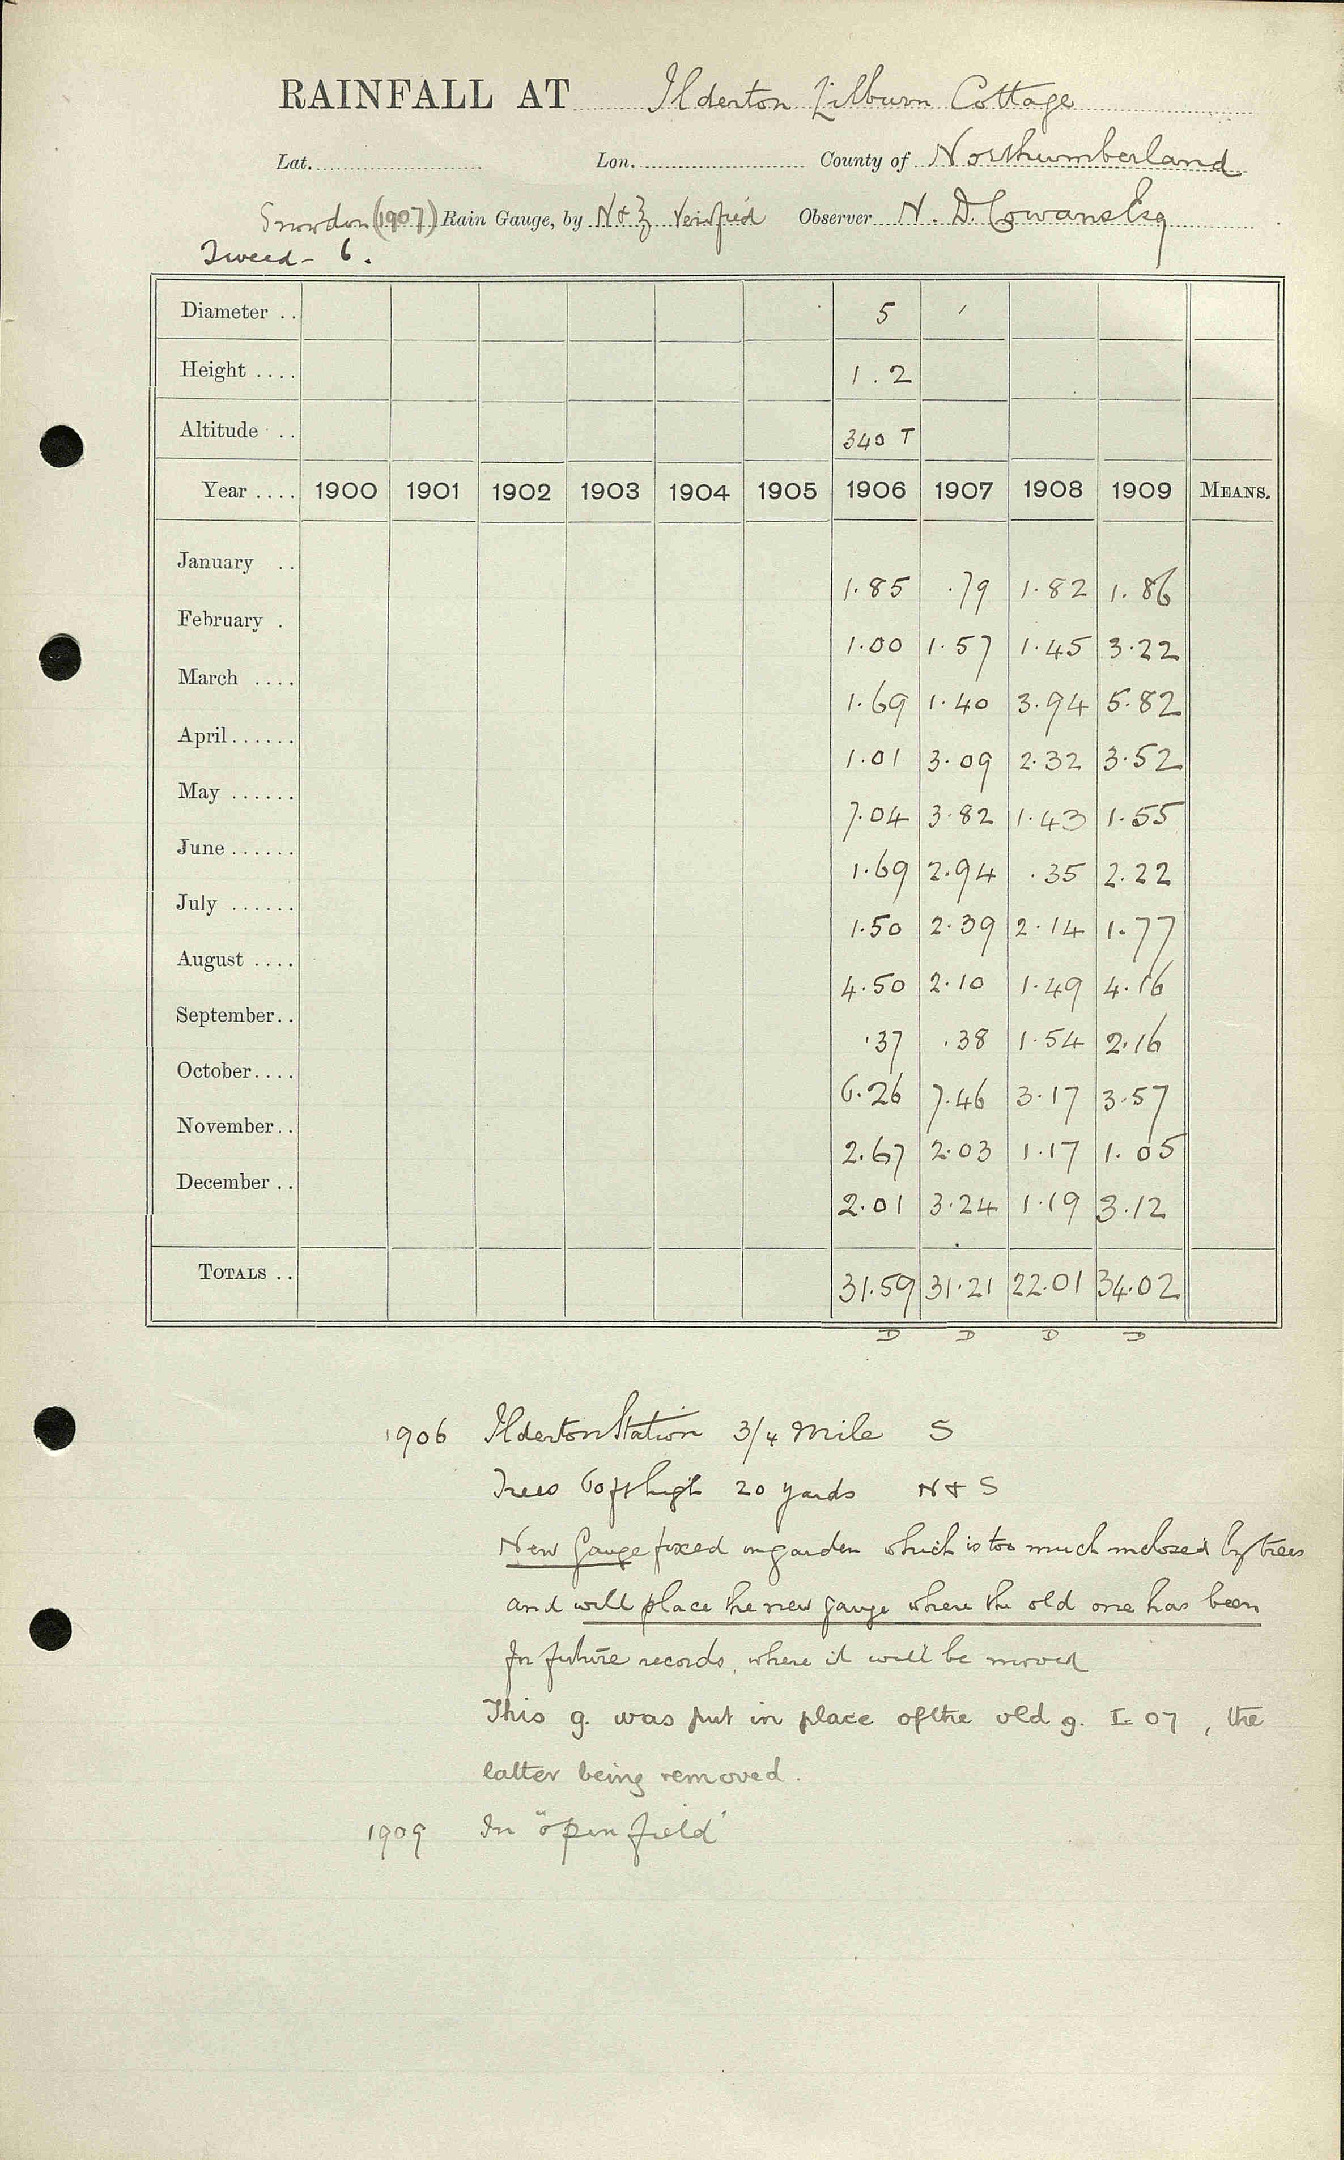 RAINFALL AT Ilderton Lilburn Cottage
Lat. Lon. County of Northumberland
Snowdon (1907) Rain Gauge, by N & Z Verified Observer N. D. Cowans Esq
Tweed - 6.
Diameter .. 5 '
Height .... 1.2
Altitude .. 340 T
Year .... 1900 1901 1902 1903 1904 1905 1906 1907 1908 1909 MEANS.
January .. 1.85 .79 1.82 1.86
February . 1.00 1.57 1.45 3.22
March .... 1.69 1.40 3.94 5.82
April...... 1.01 3.09 2.32 3.52
May ...... 7.04 3.82 1.43 1.55
June ...... 1.69 2.94 .35 2.22
July ...... 1.50 2.39 2.14 1.77
August .... 4.50 2.10 1.49 4.16
September.. .37 .38 1.54 2.16
October.... 6.26 7.46 3.17 3.57
November.. 2.67 2.03 1.17 1.05
December .. 2.01 3.24 1.19 3.12
TOTALS .. 31.59 31.21 22.01 34.02
D D D D
1906 Ilderton Station 3/4 Mile S
Trees 60ft high 20 yards N & S
New Gauge fixed in garden which is too much inclosed by trees
and will place the new gauge where the old one has been
for future records, where it will be moved
This g. was put in place of the old g. I. 07, the
latter being removed.
1909 In "open field"